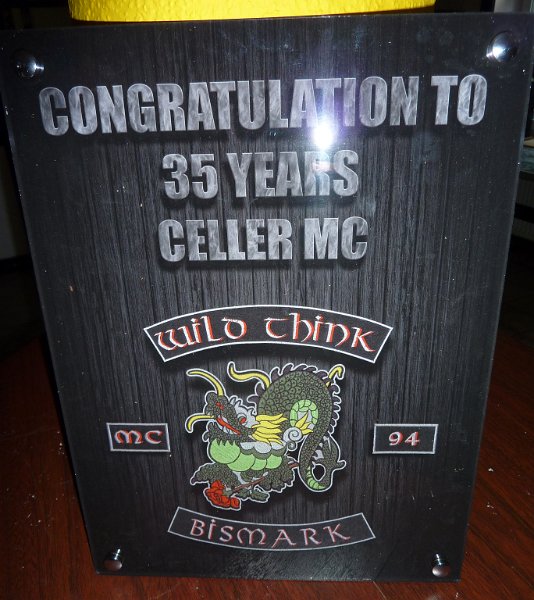 CONGRATULATION TO
35 YEARS
CELLER MC
WILD THINK
MC
94
BISMARK